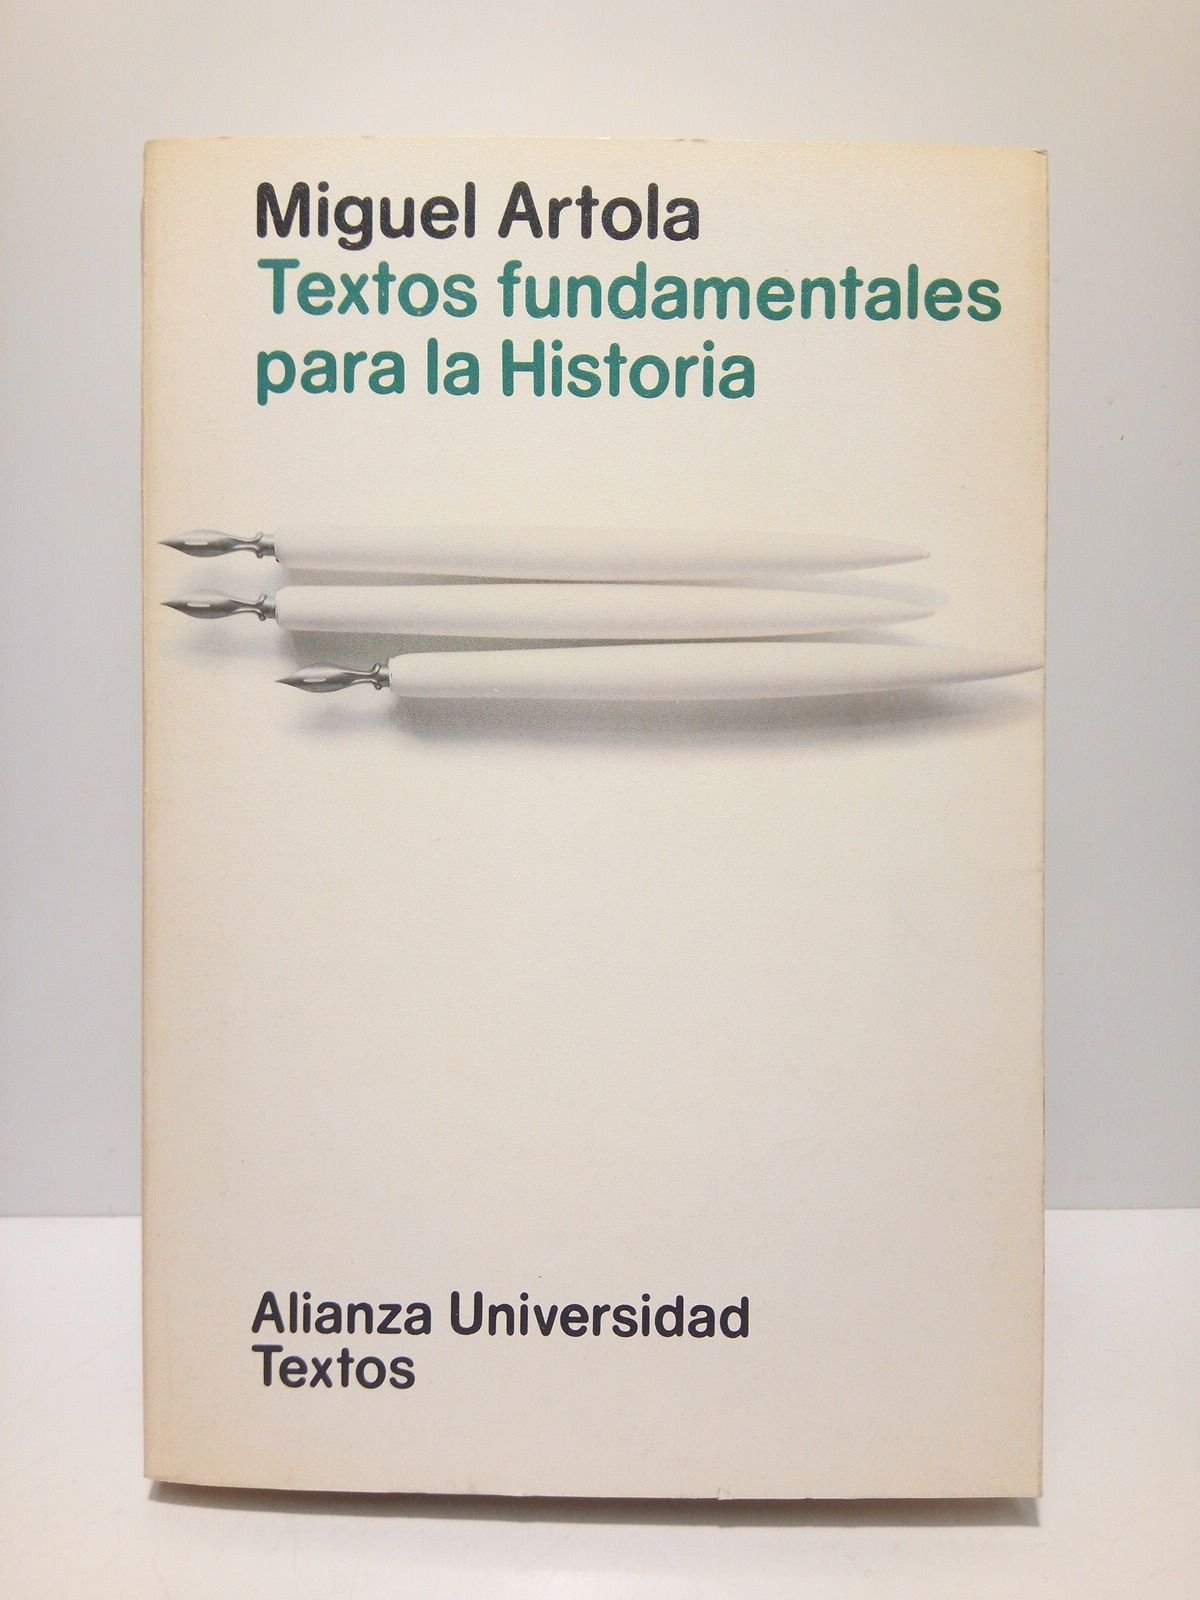 Miguel Artola
Textos fundamentales
para la Historia
Alianza Universidad
Textos